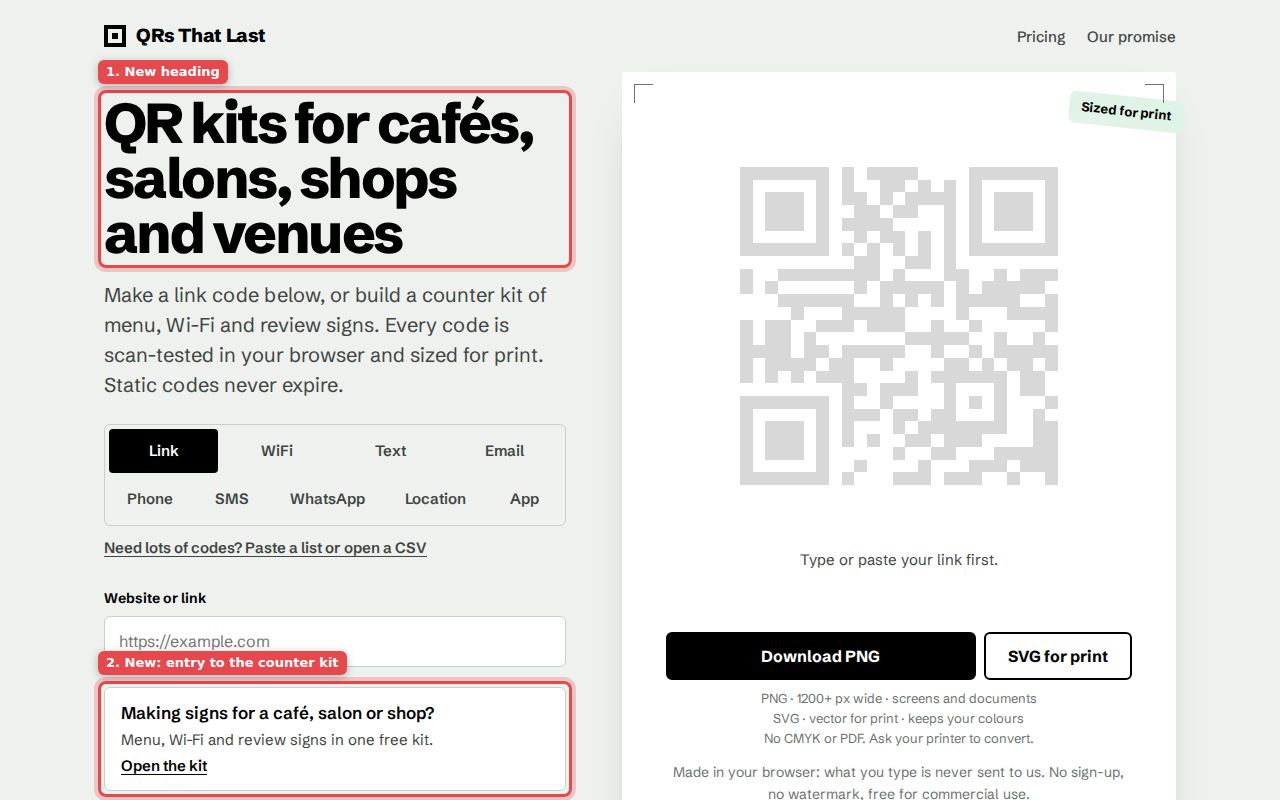 QRs That Last
Pricing
Our promise
1. New heading
QR kits for cafés,
salons, shops
and venues
Make a link code below, or build a counter kit of
menu, Wi-Fi and review signs. Every code is
scan-tested in your browser and sized for print.
Static codes never expire.
Link
WiFi
Text
Email
Phone
SMS
WhatsApp
Location
App
Need lots of codes? Paste a list or open a CSV
Website or link
https://example.com
2. New: entry to the counter kit
Making signs for a café, salon or shop?
Menu, Wi-Fi and review signs in one free kit.
Open the kit
Sized for print
Type or paste your link first.
Download PNG
SVG for print
PNG · 1200+ px wide · screens and documents
SVG · vector for print · keeps your colours
No CMYK or PDF. Ask your printer to convert.
Made in your browser: what you type is never sent to us. No sign-up,
no watermark, free for commercial use.